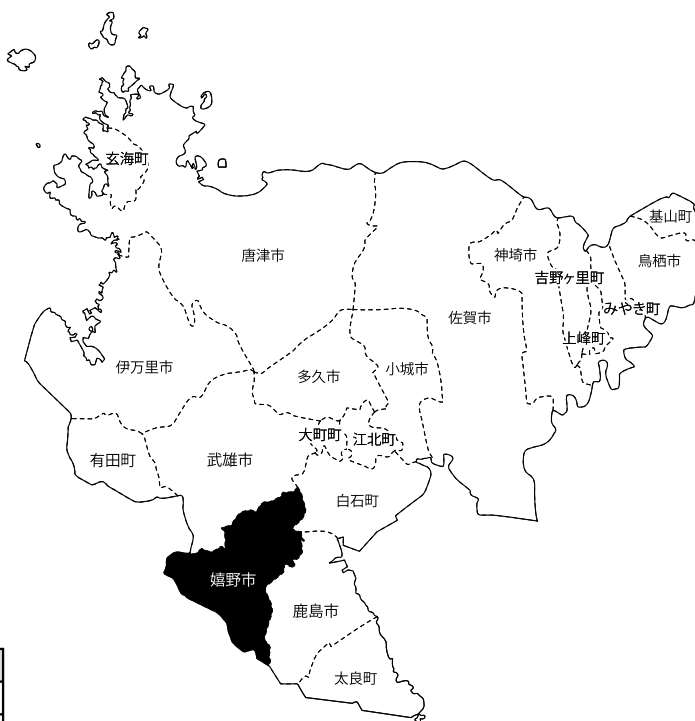 玄海町
基山町
唐津市
神埼市
鳥栖市
吉野ヶ里町
みやき町
佐賀市
上峰町
伊万里市
多久市
小城市
大町町
江北町
有田町
武雄市
白石町
嬉野市
鹿島市
太良町